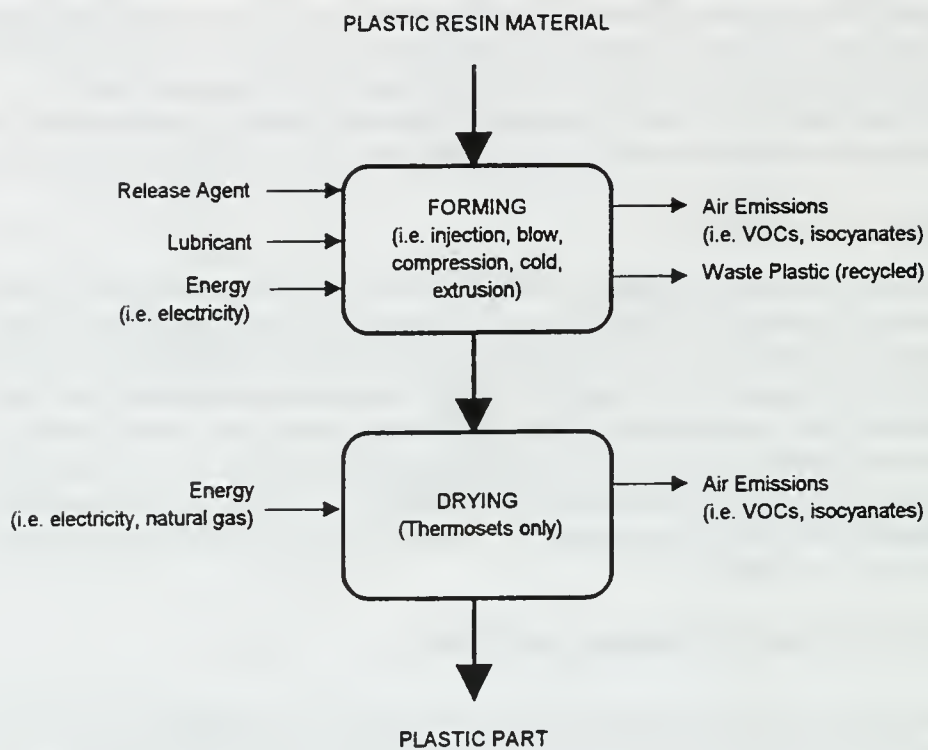 PLASTIC RESIN MATERIAL
Release Agent
Lubricant
Energy
(i.e. electricity)
FORMING
(i.e. injection, blow,
compression, cold,
extrusion)
Air Emissions
(i.e. VOCs, isocyanates)
Waste Plastic (recycled)
Energy
(i.e. electricity, natural gas)
DRYING
(Thermosets only)
Air Emissions
(i.e. VOCs, isocyanates)
PLASTIC PART